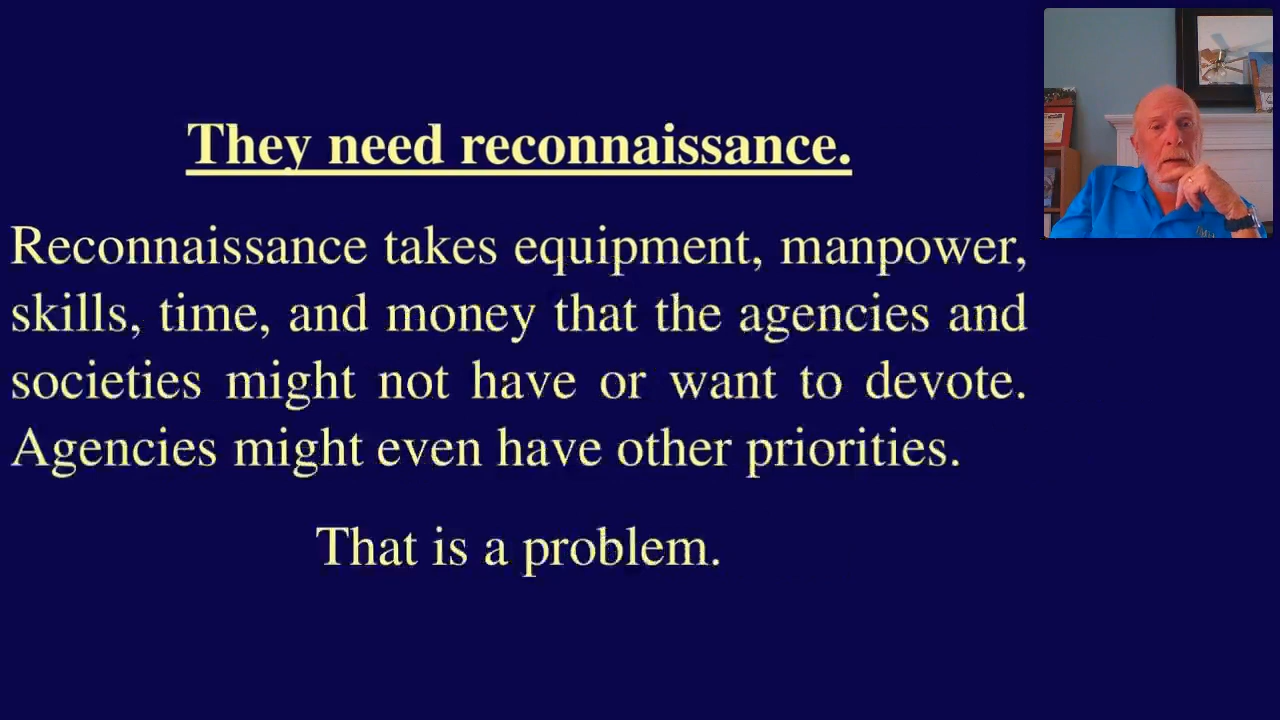 They need reconnaissance.
Reconnaissance takes equipment, manpower,
skills, time, and money that the agencies and
societies might not have or want to devote.
Agencies might even have other priorities.
That is a problem.